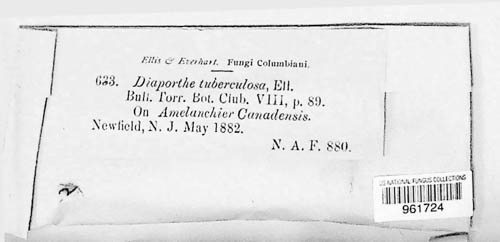 Ellis & Everhart. Fungi Columbiani.
633. Diaporthe tuberculosa, Ell.
Bull. Torr. Bot. Club. VIII, p. 89.
On Amelanchier Canadensis.
Newfield, N. J. May 1882.
N. A. F. 880.
US NATIONAL FUNGUS COLLECTIONS
961724